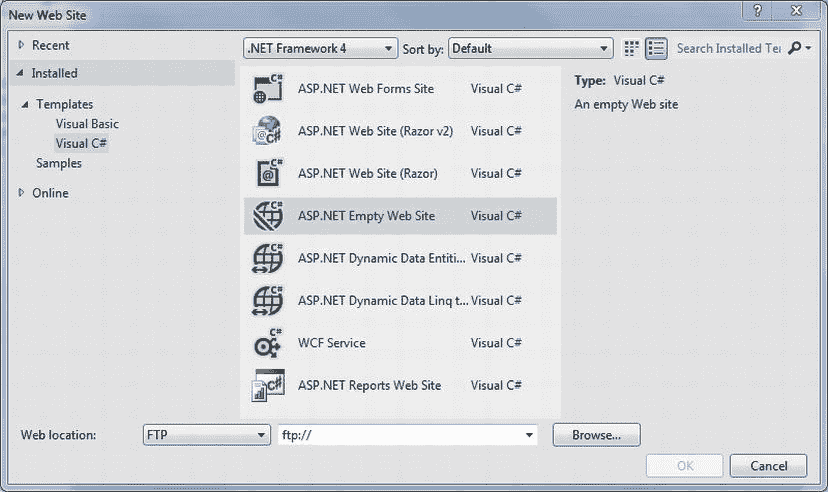 New Web Site
?
Recent
Installed
Templates
Visual Basic
Visual C#
Samples
Online
.NET Framework 4
Sort by:
Default
Search Installed Te
ASP.NET Web Forms Site Visual C#
ASP.NET Web Site (Razor v2) Visual C#
ASP.NET Web Site (Razor) Visual C#
ASP.NET Empty Web Site Visual C#
ASP.NET Dynamic Data Entiti... Visual C#
ASP.NET Dynamic Data Linq t... Visual C#
WCF Service Visual C#
ASP.NET Reports Web Site Visual C#
Type: Visual C#
An empty Web site
Web location:
FTP
ftp://
Browse...
OK
Cancel